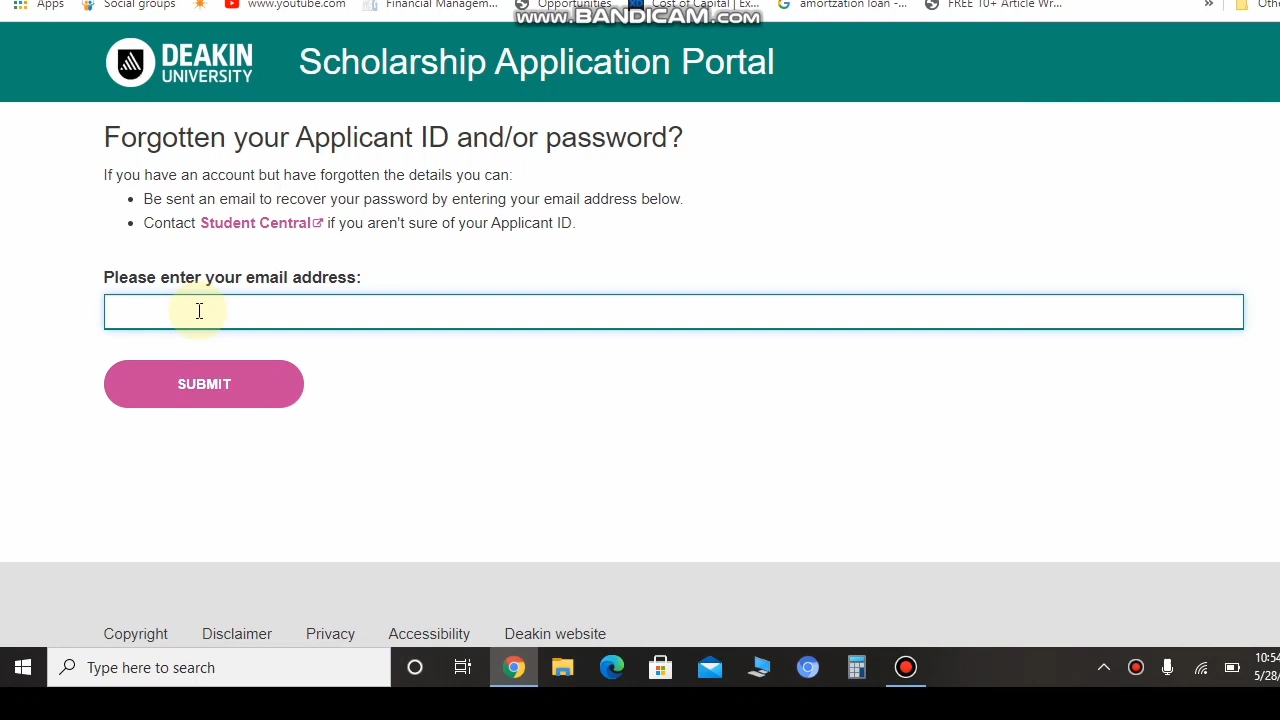 Apps Social groups www.youtube.com Financial Managem... Opportunities Cost of Capital | Ex... amortzation loan -... FREE 10+ Article Wr... » Othe
www.BANDICAM.com
DEAKIN
UNIVERSITY
Scholarship Application Portal
Forgotten your Applicant ID and/or password?
If you have an account but have forgotten the details you can:
• Be sent an email to recover your password by entering your email address below.
• Contact Student Central if you aren't sure of your Applicant ID.
Please enter your email address:
SUBMIT
Copyright Disclaimer Privacy Accessibility Deakin website
Type here to search
10:54
5/28/